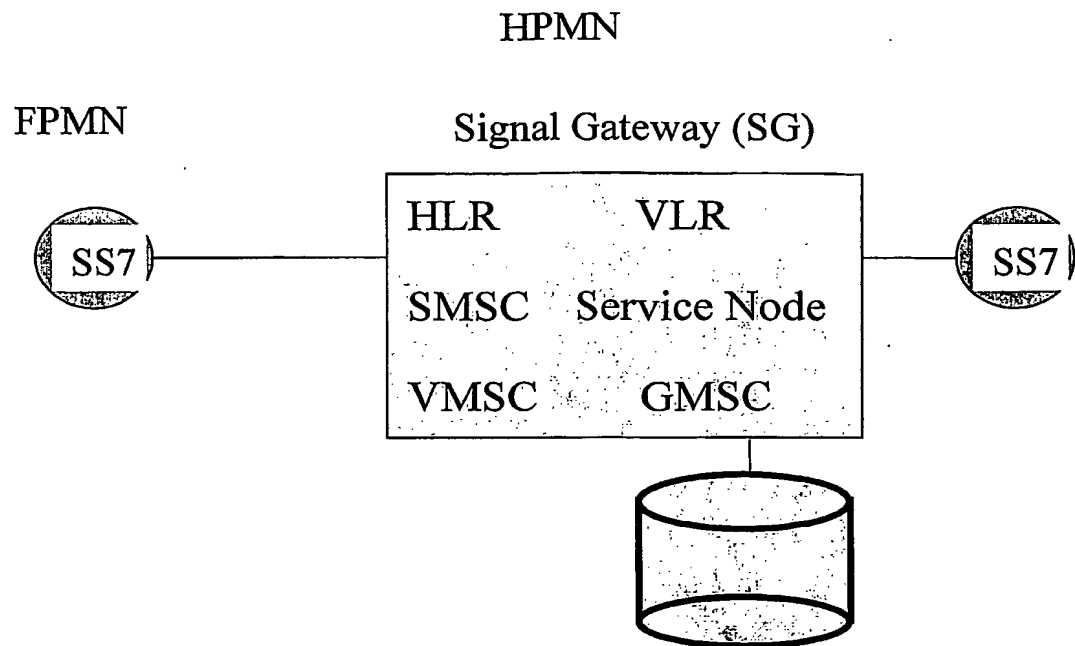 HPMN
FPMN
Signal Gateway (SG)
HLR VLR
SS7
SS7
SMSC Service Node
VMSC GMSC